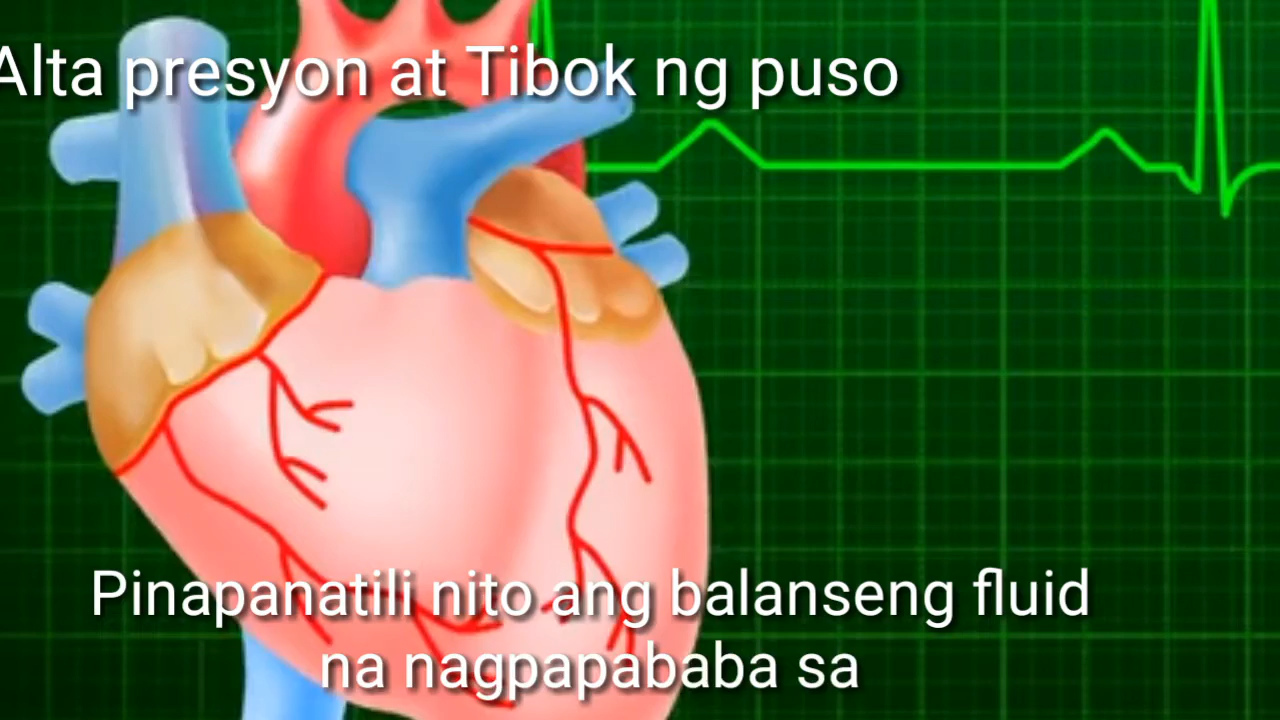 Alta presyon at Tibok ng puso
Pinapanatili nito ang balanseng fluid
na nagpapababa sa